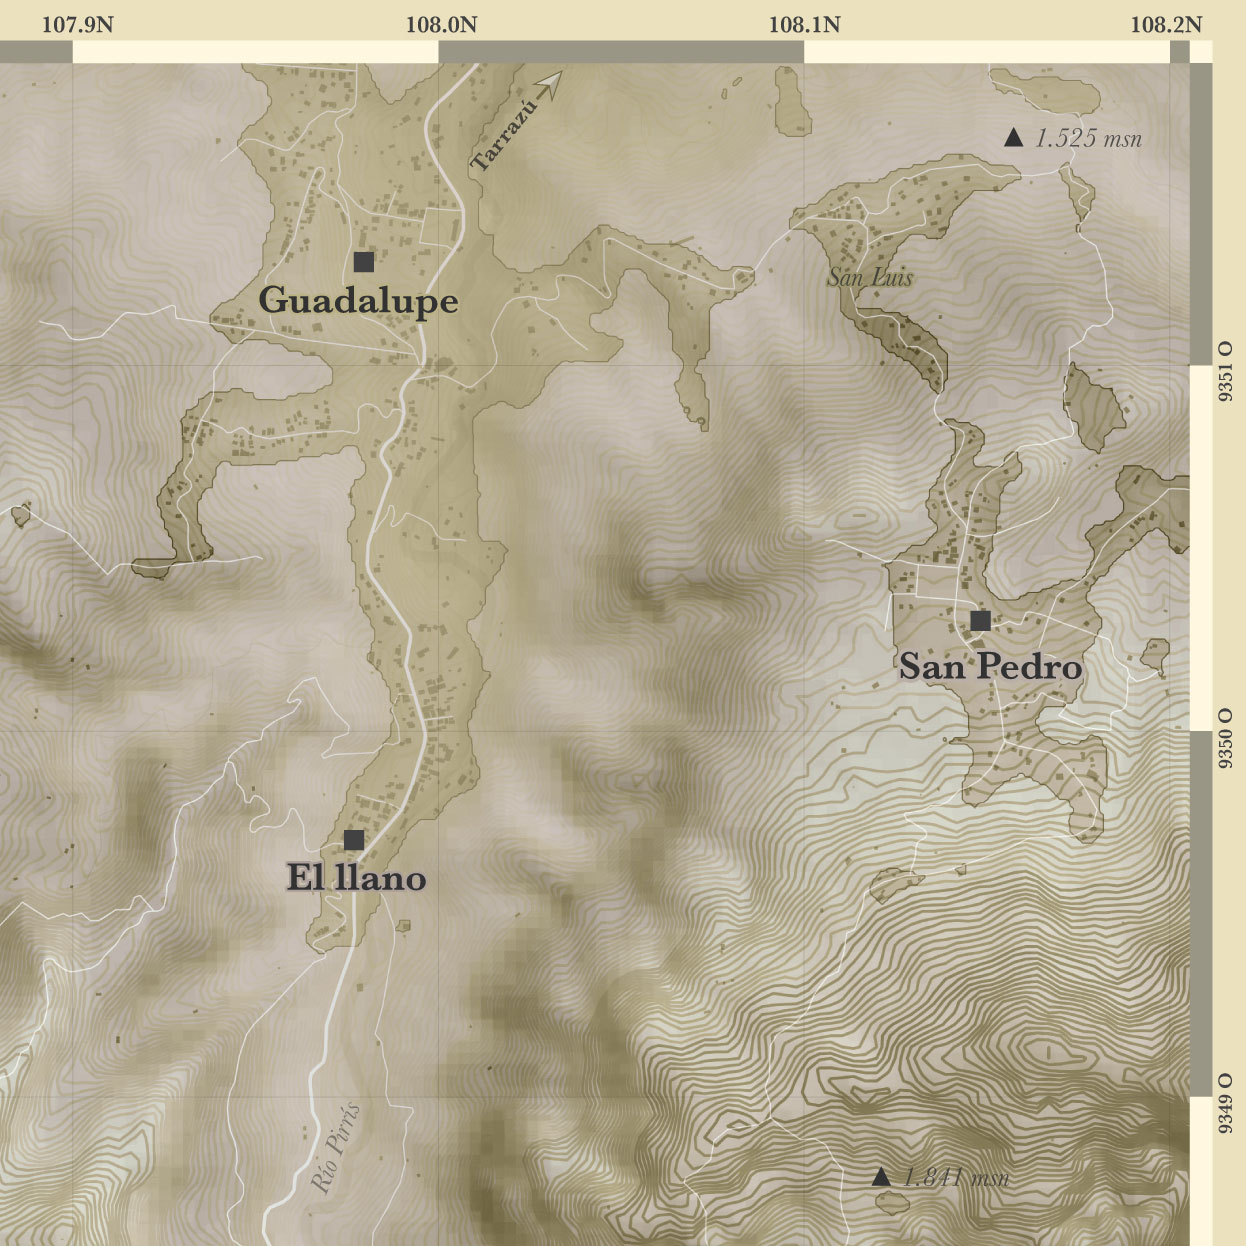 107.9N
108.0N
108.1N
108.2N
Tarrazú
1.525 msn
San Luis
Guadalupe
9351 O
San Pedro
9350 O
El llano
9349 O
Río Pirrís
1.841 msn